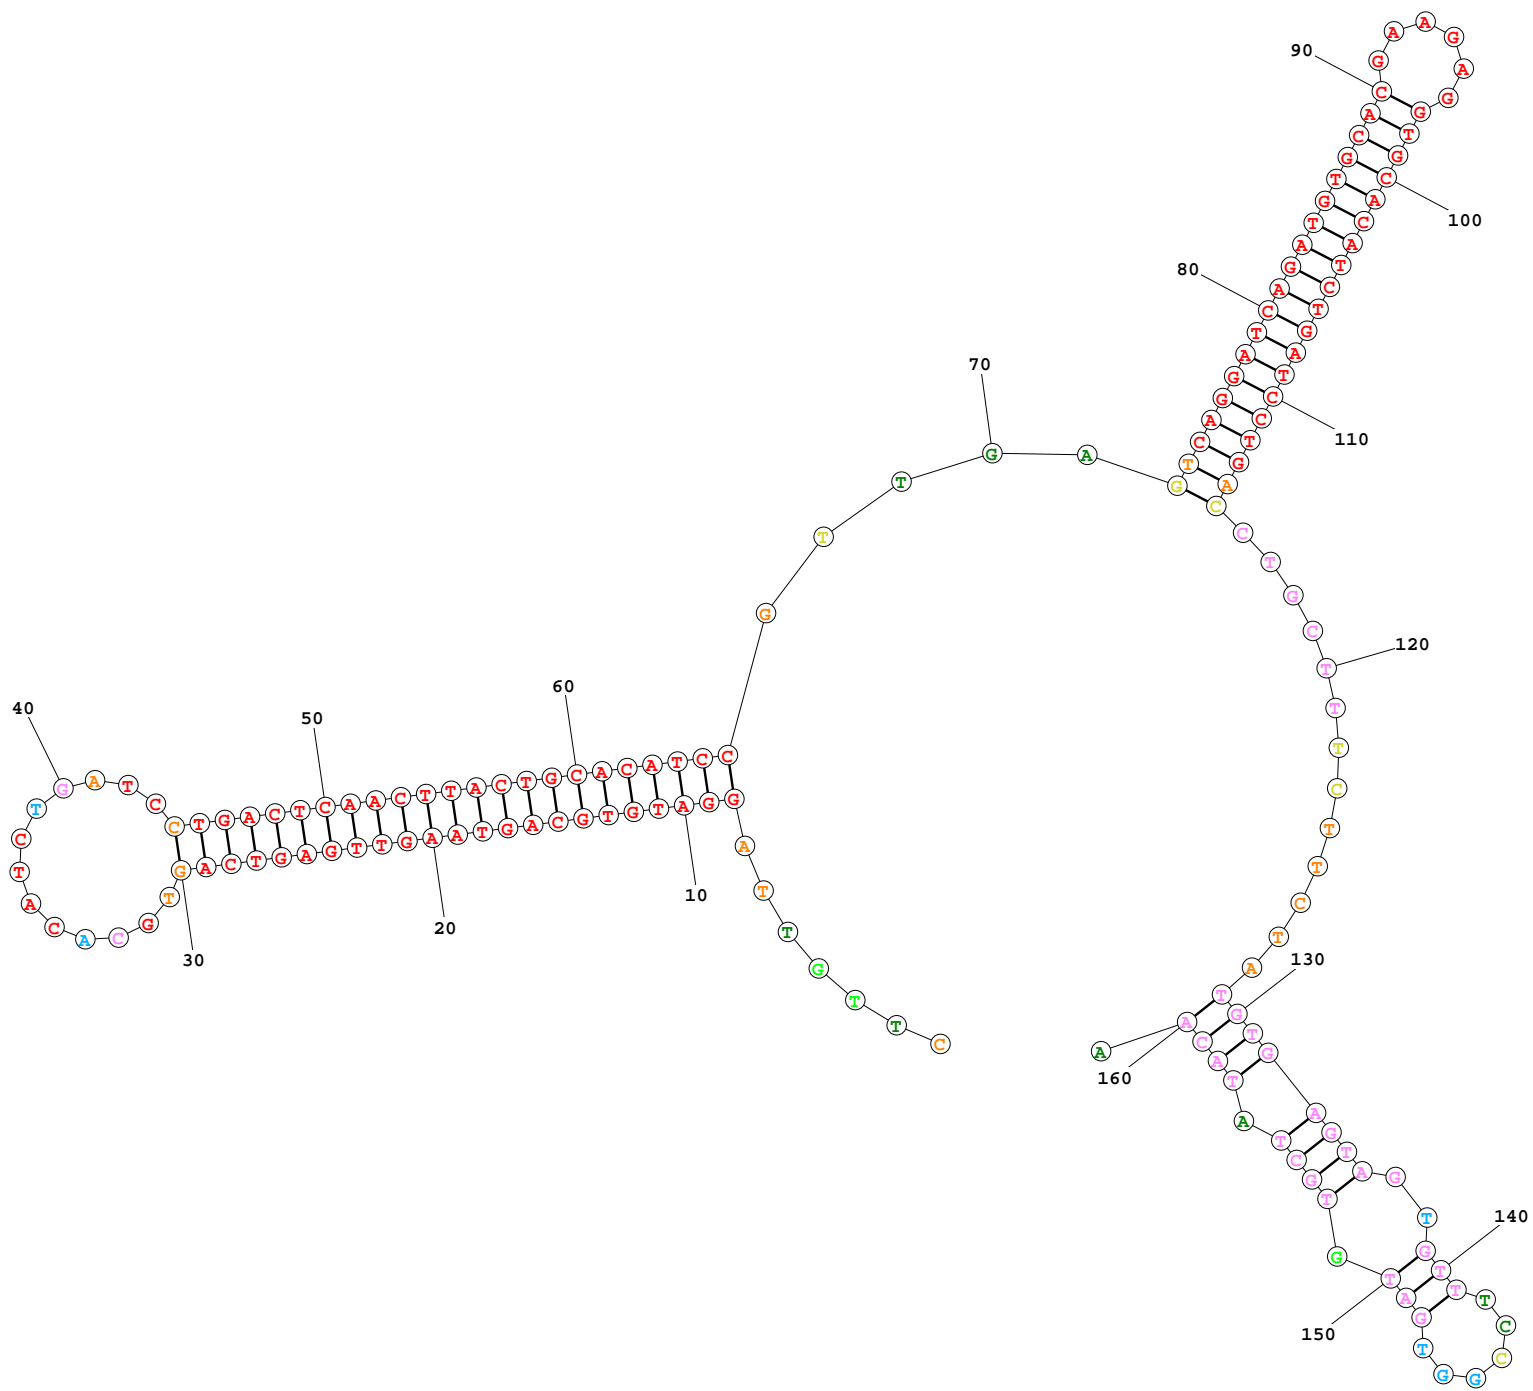 C T T G T T A G G A
10
T G T G C A G T A A
20
G T T G A G T C A G
30
T G C A C A T C T G
40
A T C C T G A C T C
50
A A C T T A C T G C
60
A C A T C C G T T G
70
A G T C A G G A T C
80
A G A T G T G C A C
90
G A A G A G G T G C
100
A C A T C T G A T C
110
C T G A C C T G C T
120
T T C T T C T A T G
130
T G A G T A G T G T
140
T T C C G G T G A T
150
G T G C T A T A C A
160
A